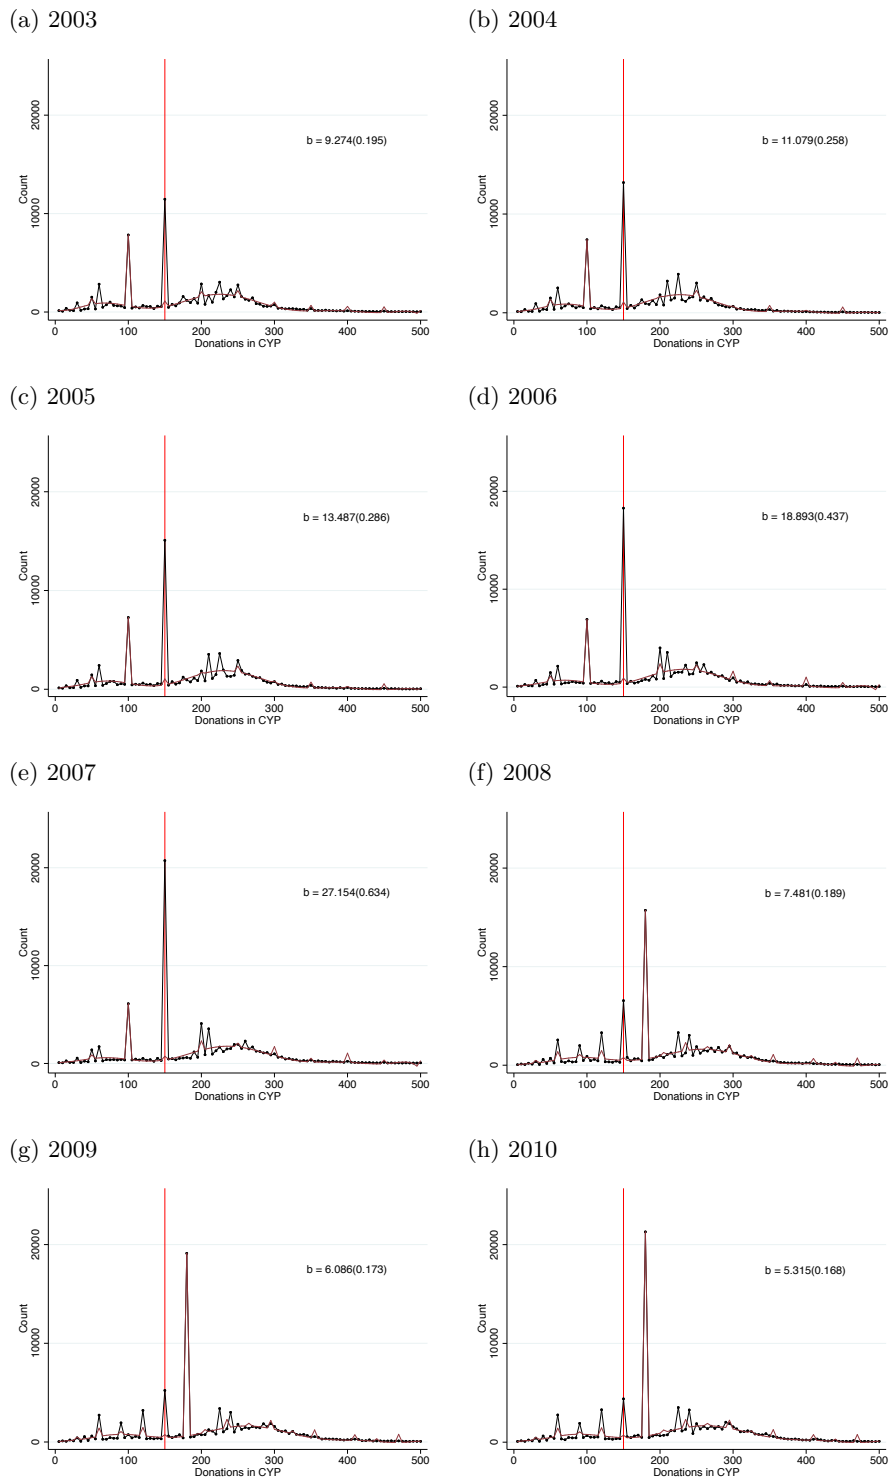 (a) 2003
20000
10000
0
Count
b = 9.274(0.195)
0 100 200 300 400 500
Donations in CYP
(b) 2004
20000
10000
0
Count
b = 11.079(0.258)
0 100 200 300 400 500
Donations in CYP
(c) 2005
20000
10000
0
Count
b = 13.487(0.286)
0 100 200 300 400 500
Donations in CYP
(d) 2006
20000
10000
0
Count
b = 18.893(0.437)
0 100 200 300 400 500
Donations in CYP
(e) 2007
20000
10000
0
Count
b = 27.154(0.634)
0 100 200 300 400 500
Donations in CYP
(f) 2008
20000
10000
0
Count
b = 7.481(0.189)
0 100 200 300 400 500
Donations in CYP
(g) 2009
20000
10000
0
Count
b = 6.086(0.173)
0 100 200 300 400 500
Donations in CYP
(h) 2010
20000
10000
0
Count
b = 5.315(0.168)
0 100 200 300 400 500
Donations in CYP